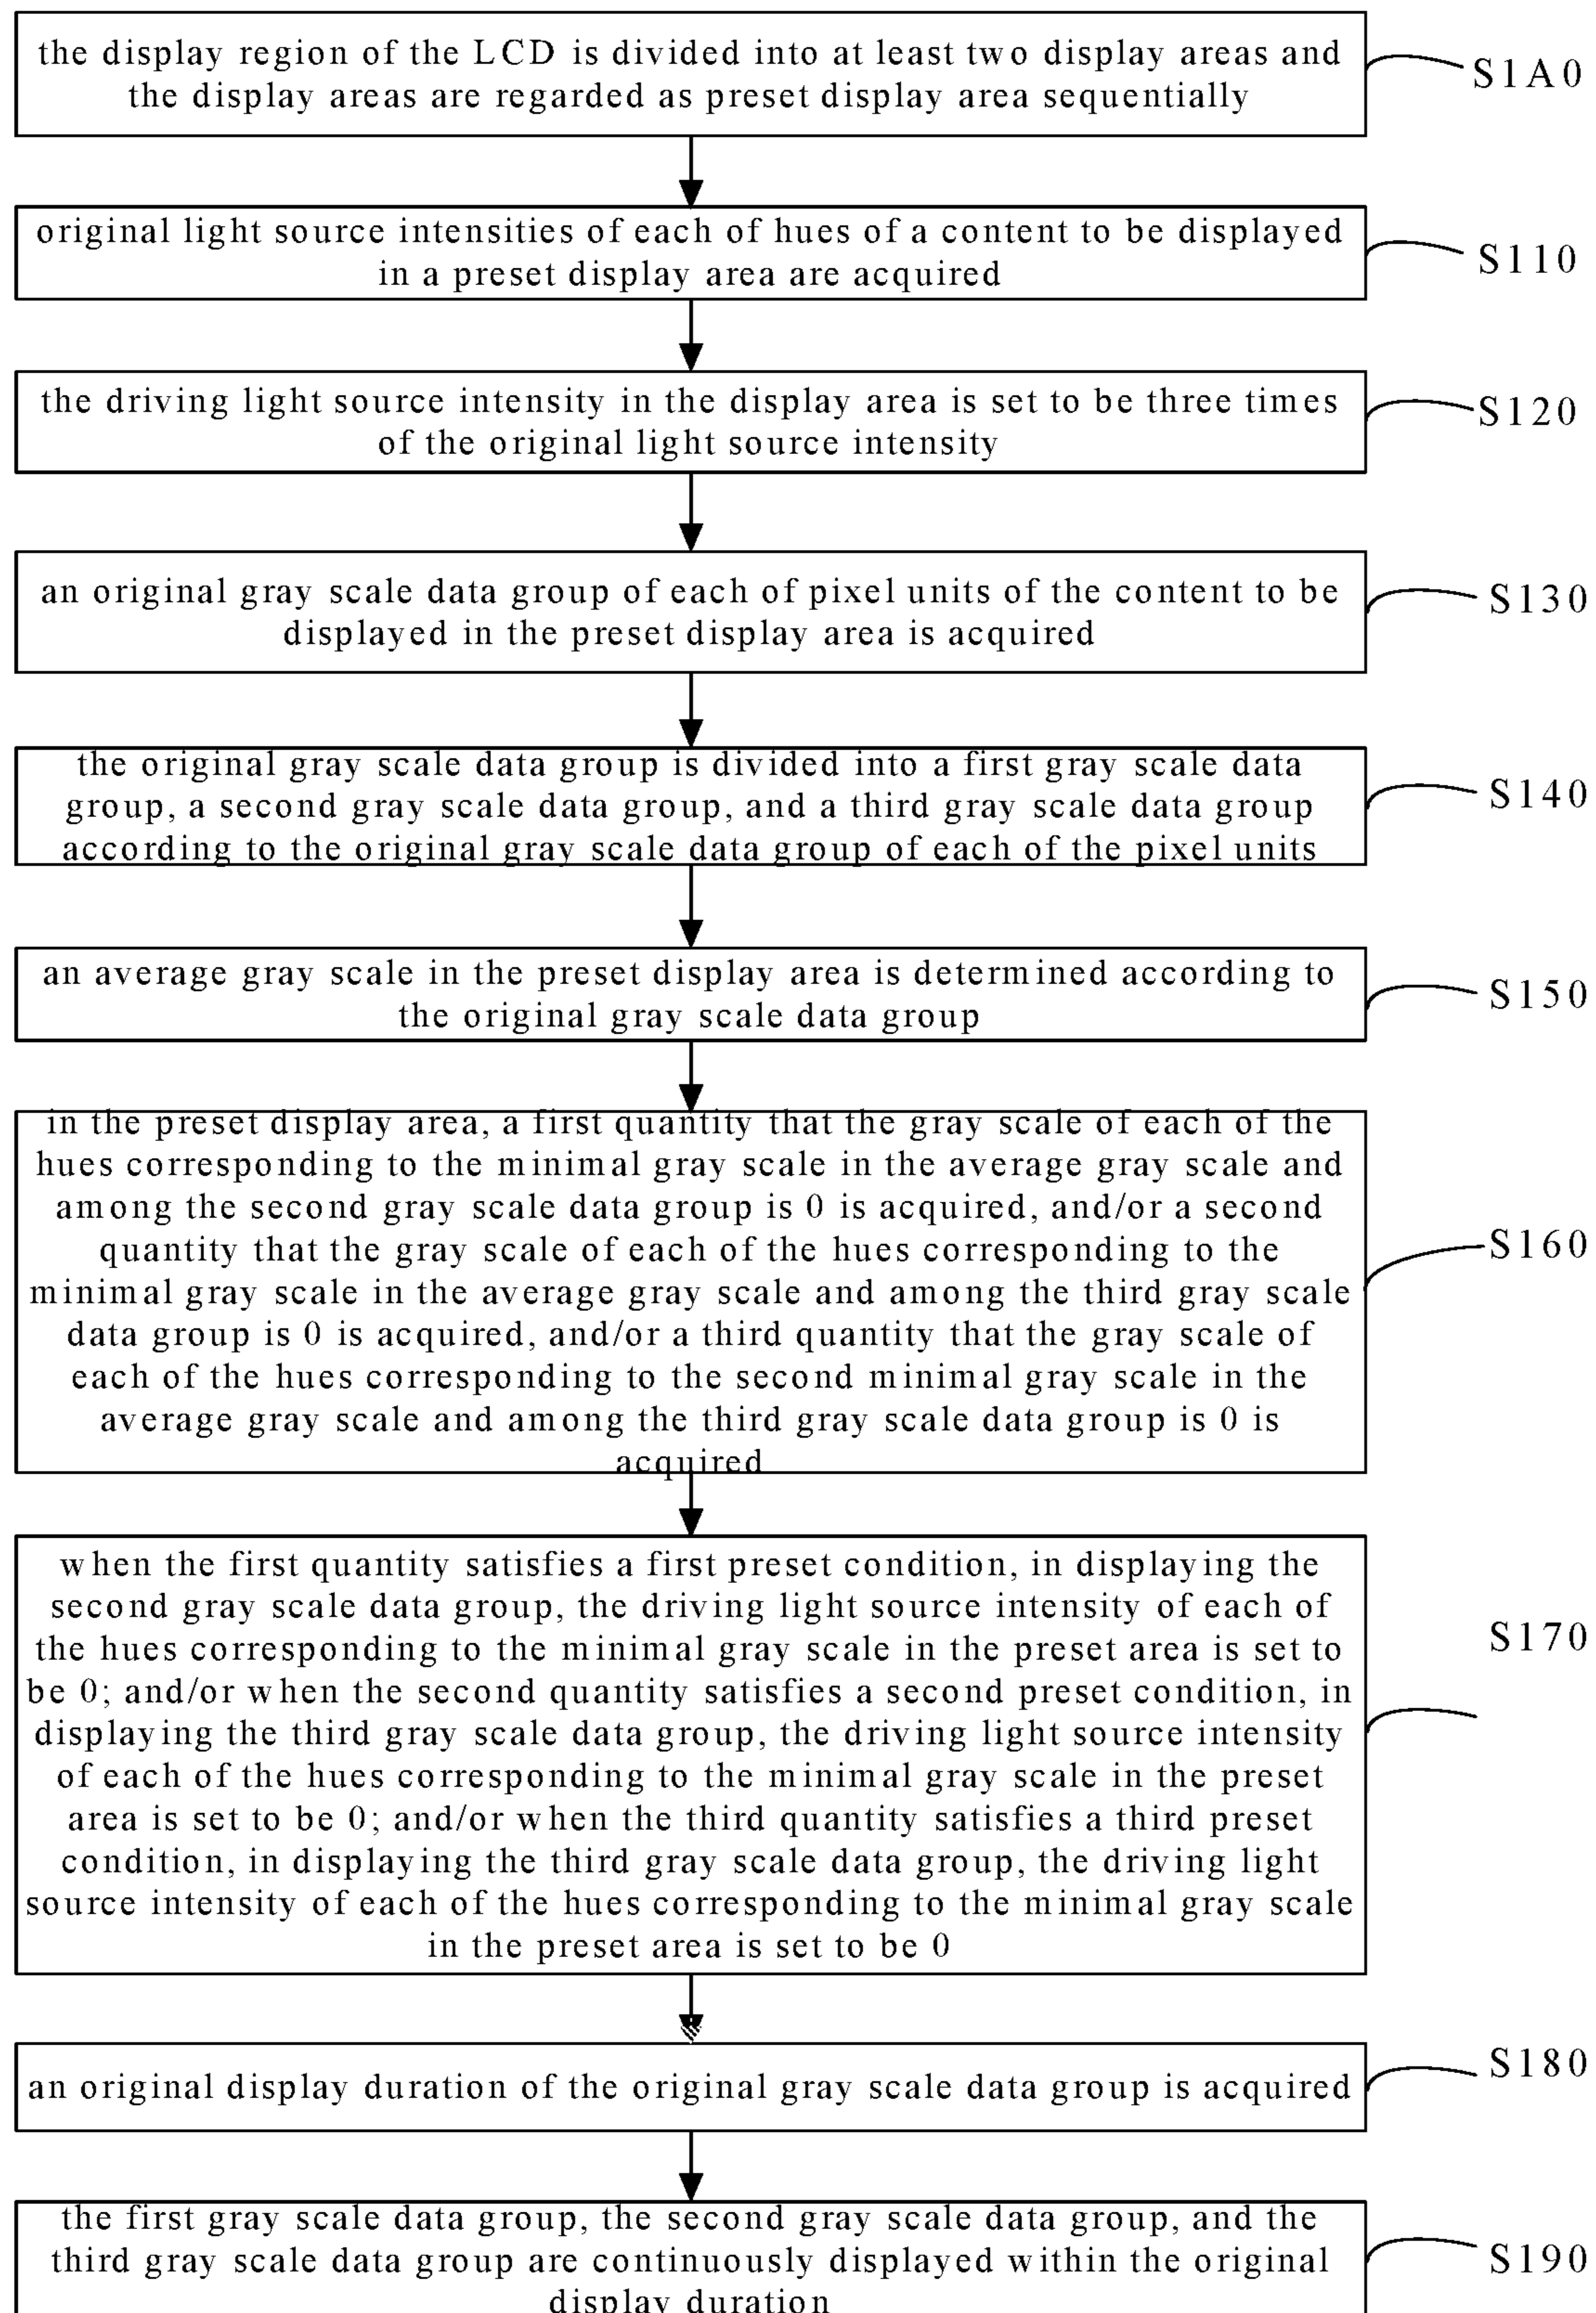 the display region of the LCD is divided into at least two display areas and
the display areas are regarded as preset display area sequentially
S1A0
original light source intensities of each of hues of a content to be displayed
in a preset display area are acquired
S110
the driving light source intensity in the display area is set to be three times
of the original light source intensity
S120
an original gray scale data group of each of pixel units of the content to be
displayed in the preset display area is acquired
S130
the original gray scale data group is divided into a first gray scale data
group, a second gray scale data group, and a third gray scale data group
according to the original gray scale data group of each of the pixel units
S140
an average gray scale in the preset display area is determined according to
the original gray scale data group
S150
in the preset display area, a first quantity that the gray scale of each of the
hues corresponding to the minimal gray scale in the average gray scale and
among the second gray scale data group is 0 is acquired, and/or a second
quantity that the gray scale of each of the hues corresponding to the
minimal gray scale in the average gray scale and among the third gray scale
data group is 0 is acquired, and/or a third quantity that the gray scale of
each of the hues corresponding to the second minimal gray scale in the
average gray scale and among the third gray scale data group is 0 is
acquired
S160
when the first quantity satisfies a first preset condition, in displaying the
second gray scale data group, the driving light source intensity of each of
the hues corresponding to the minimal gray scale in the preset area is set to
be 0; and/or when the second quantity satisfies a second preset condition, in
displaying the third gray scale data group, the driving light source intensity
of each of the hues corresponding to the minimal gray scale in the preset
area is set to be 0; and/or when the third quantity satisfies a third preset
condition, in displaying the third gray scale data group, the driving light
source intensity of each of the hues corresponding to the minimal gray scale
in the preset area is set to be 0
S170
an original display duration of the original gray scale data group is acquired
S180
the first gray scale data group, the second gray scale data group, and the
third gray scale data group are continuously displayed within the original
display duration
S190